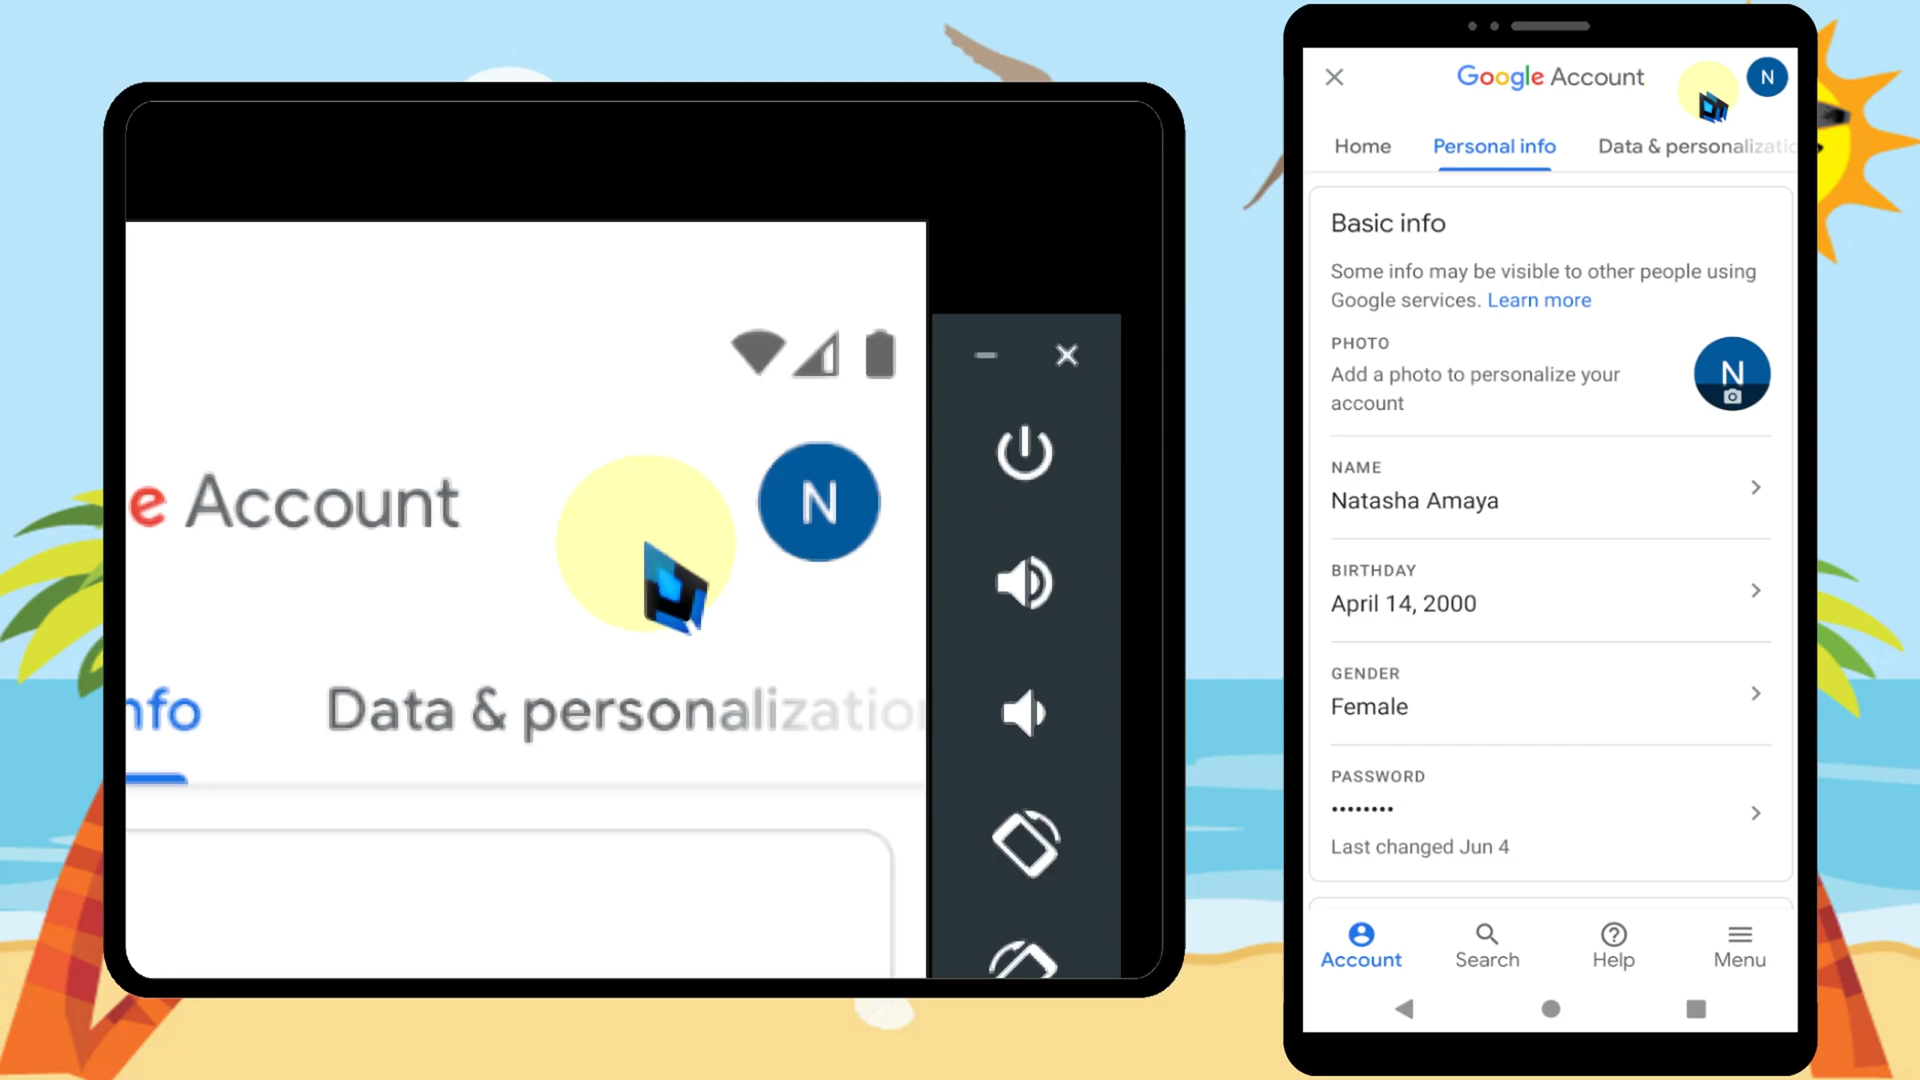 e Account
N
nfo
Data & personalization
Google Account
N
Home
Personal info
Data & personalizatio
Basic info
Some info may be visible to other people using
Google services. Learn more
PHOTO
Add a photo to personalize your
account
N
NAME
Natasha Amaya
BIRTHDAY
April 14, 2000
GENDER
Female
PASSWORD
••••••••
Last changed Jun 4
Account
Search
Help
Menu